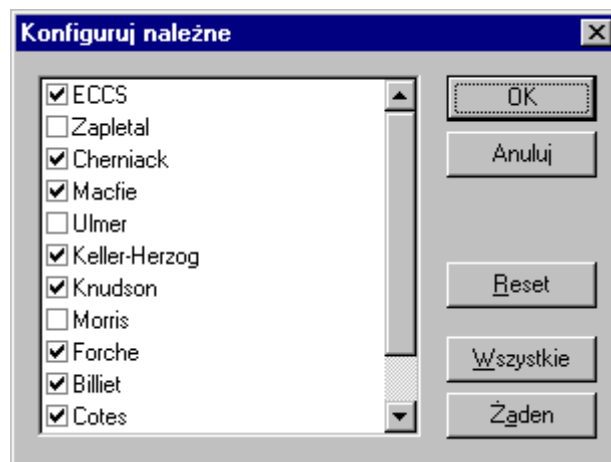 Konfiguruj należne
ECCS
Zapletal
Cherniack
Macfie
Ulmer
Keller-Herzog
Knudson
Morris
Forche
Billiet
Cotes
OK
Anuluj
Reset
Wszystkie
Żaden